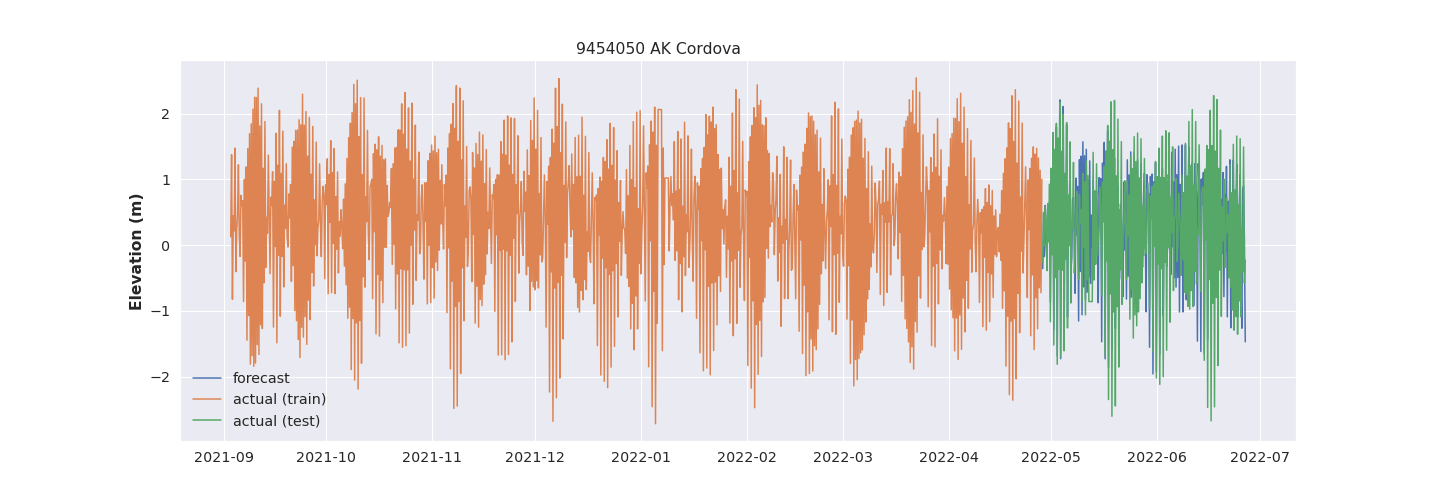 9454050 AK Cordova
Elevation (m)
2
1
0
−1
−2
forecast
actual (train)
actual (test)
2021-09 2021-10 2021-11 2021-12 2022-01 2022-02 2022-03 2022-04 2022-05 2022-06 2022-07